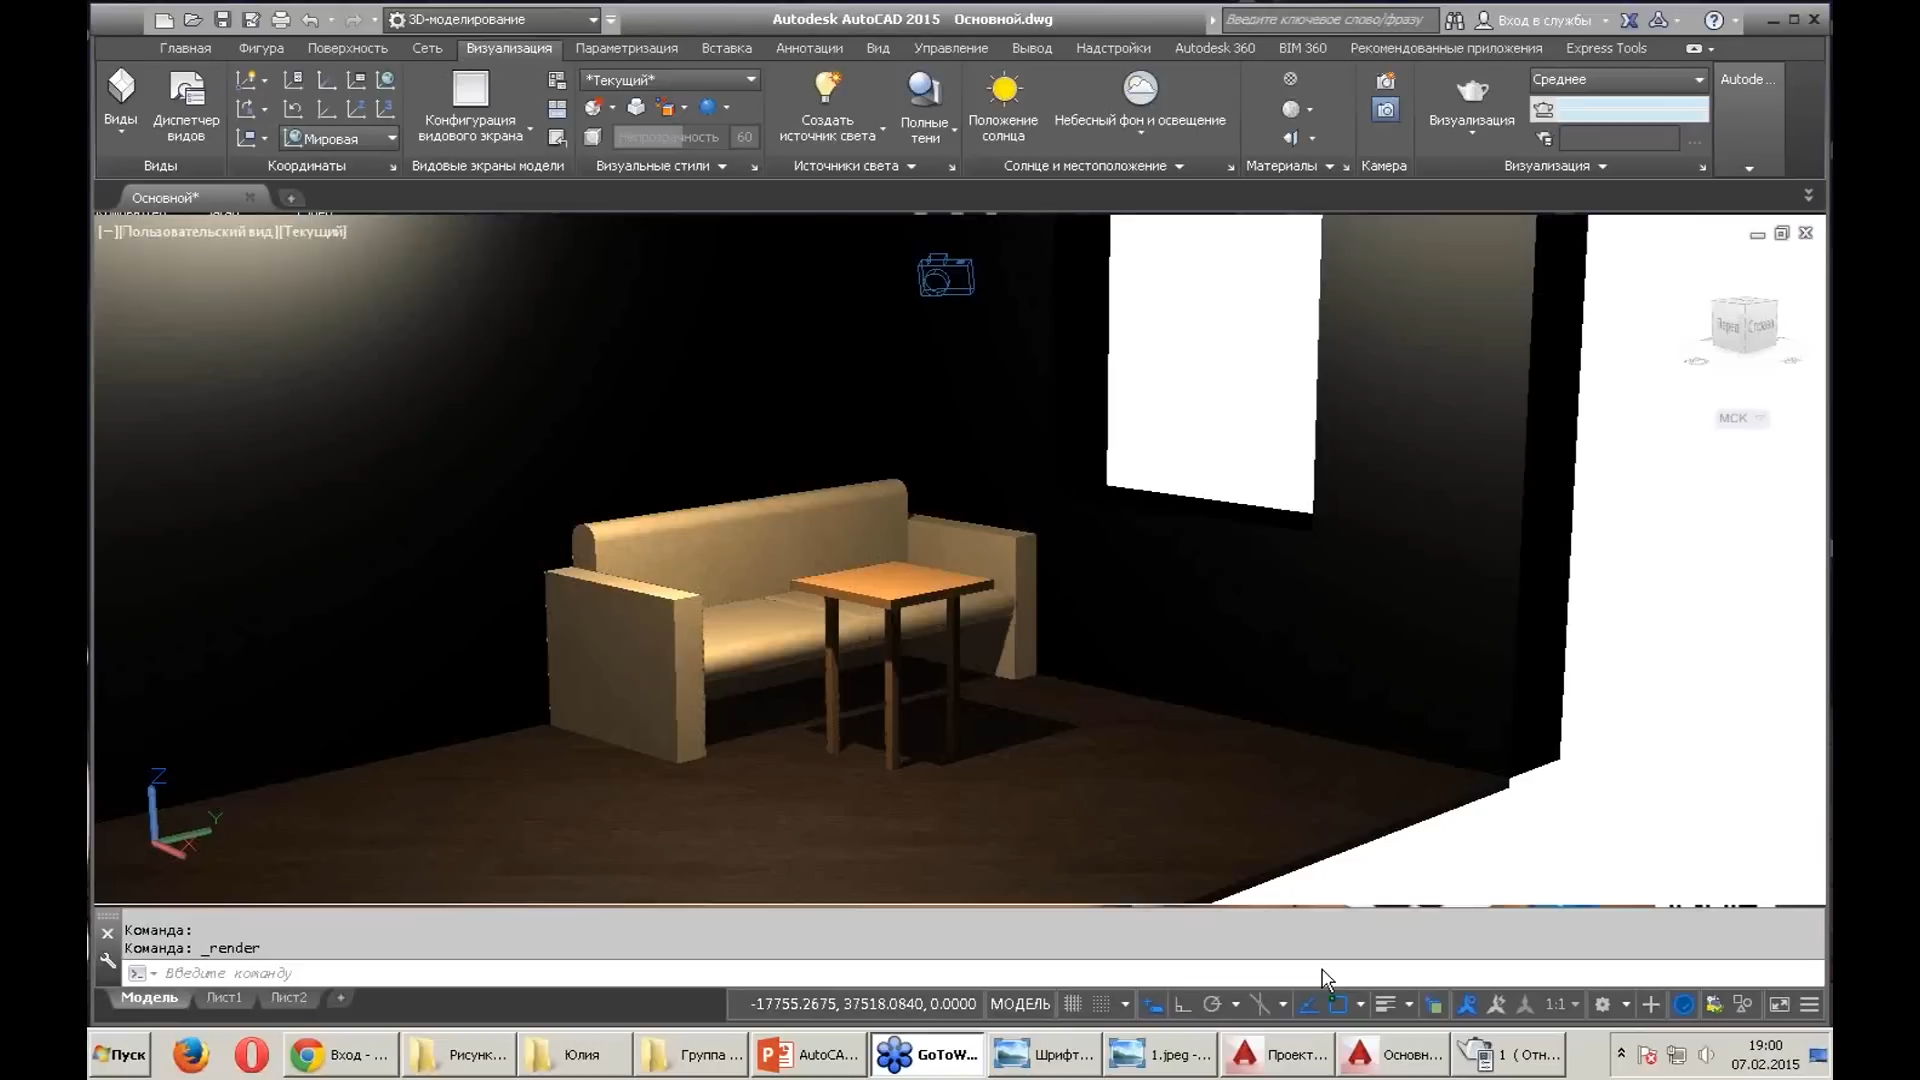 3D-моделирование
Autodesk AutoCAD 2015 Основной.dwg
Введите ключевое слово/фразу
Вход в службы
Главная Фигура Поверхность Сеть Визуализация Параметризация Вставка Аннотации Вид Управление Вывод Надстройки Autodesk 360 BIM 360 Рекомендованные приложения Express Tools
Виды
Диспетчер
видов
Мировая
Конфигурация
видового экрана
*Текущий*
Непрозрачность 60
Создать
источник света
Полные
тени
Положение
солнца
Небесный фон и освещение
Визуализация
Среднее
Autode...
Виды Координаты Видовые экраны модели Визуальные стили Источники света Солнце и местоположение Материалы Камера Визуализация
Основной*
[−][Пользовательский вид][Текущий]
Перед Справа
МСК
Z
Y
X
Команда:
Команда: _render
Введите команду
Модель Лист1 Лист2
-17755.2675, 37518.0840, 0.0000 МОДЕЛЬ 1:1
Пуск
Вход - ...
Рисунк...
Юлия
Группа ...
AutoCA...
GoToW...
Шрифт...
1.jpeg -...
Проект...
Основн...
1 ( Отн...
19:00
07.02.2015